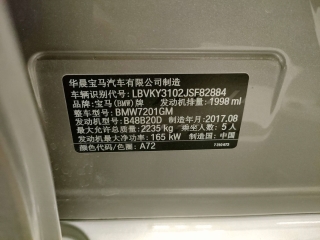 华晨宝马汽车有限公司制造
车辆识别代号: LBVKY3102JSF82884
品牌: 宝马(BMW)牌 发动机排量: 1998 ml
整车型号: BMW7201GM
发动机型号: B48B20D 制造年月: 2017.08
最大允许总质量: 2235 kg 乘坐人数: 5 人
发动机最大净功率: 165 kW 制造国: 中国
颜色代码/色圈: A72